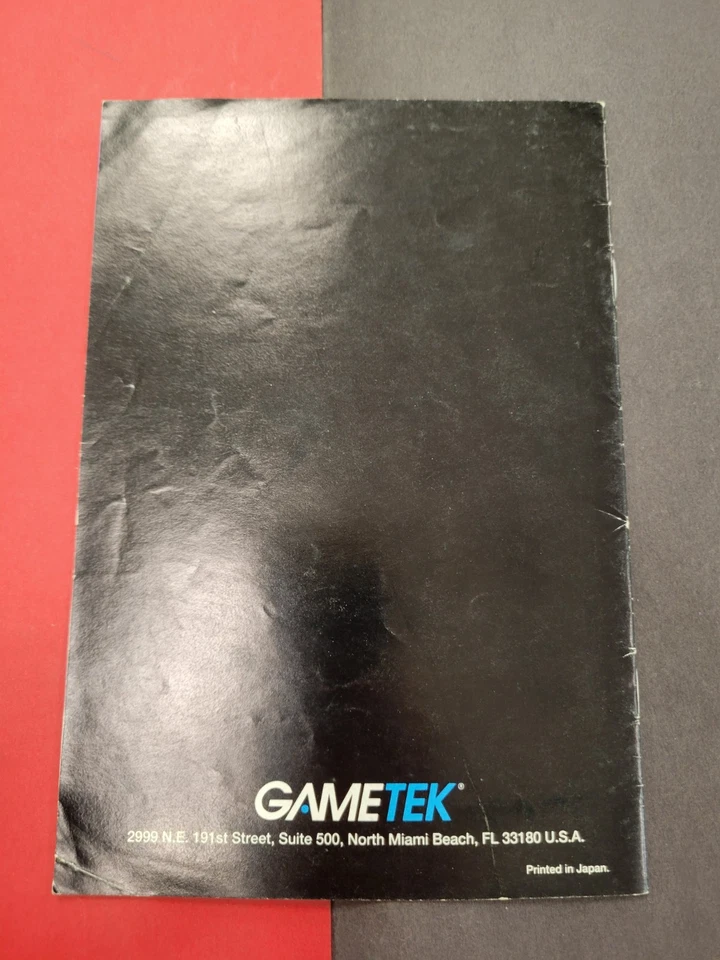 GAMETEK®
2999 N.E. 191st Street, Suite 500, North Miami Beach, FL 33180 U.S.A.
Printed in Japan.